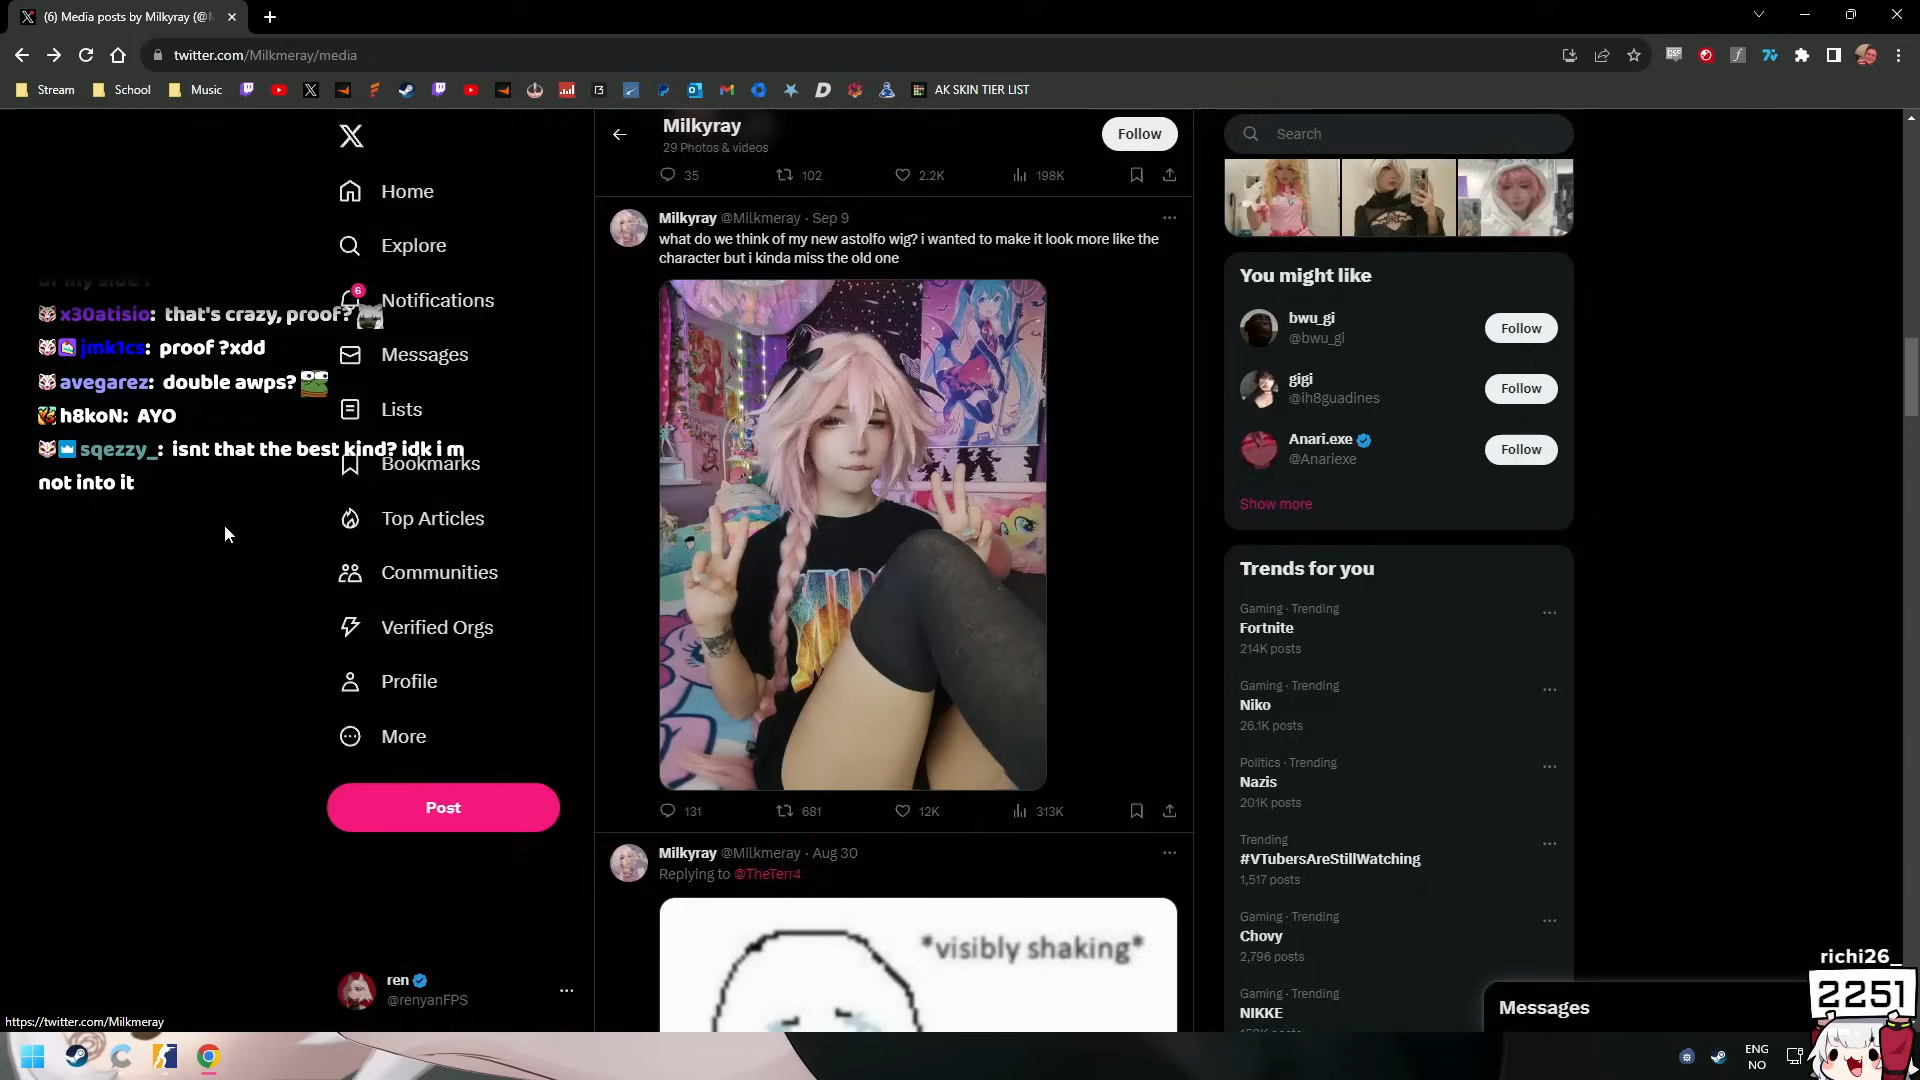 (6) Media posts by Milkyray (@M
twitter.com/Milkmeray/media
Stream
School
Music
AK SKIN TIER LIST
of my side ?
x30atisio: that's crazy, proof?
jmk1cs: proof ?xdd
avegarez: double awps?
h8koN: AYO
sqezzy_: isnt that the best kind? idk i m
not into it
Home
Explore
6
Notifications
Messages
Lists
Bookmarks
Top Articles
Communities
Verified Orgs
Profile
More
Post
ren
@renyanFPS
https://twitter.com/Milkmeray
Milkyray
29 Photos & videos
Follow
35 102 2.2K 198K
Milkyray @Milkmeray · Sep 9
what do we think of my new astolfo wig? i wanted to make it look more like the
character but i kinda miss the old one
131 681 12K 313K
Milkyray @Milkmeray · Aug 30
Replying to @TheTerr4
*visibly shaking*
Search
You might like
bwu_gi
@bwu_gi
Follow
gigi
@ih8guadines
Follow
Anari.exe
@Anariexe
Follow
Show more
Trends for you
Gaming · Trending
Fortnite
214K posts
Gaming · Trending
Niko
26.1K posts
Politics · Trending
Nazis
201K posts
Trending
#VTubersAreStillWatching
1,517 posts
Gaming · Trending
Chovy
2,796 posts
Gaming · Trending
NIKKE
Messages
richi26_
2251
ENG
NO